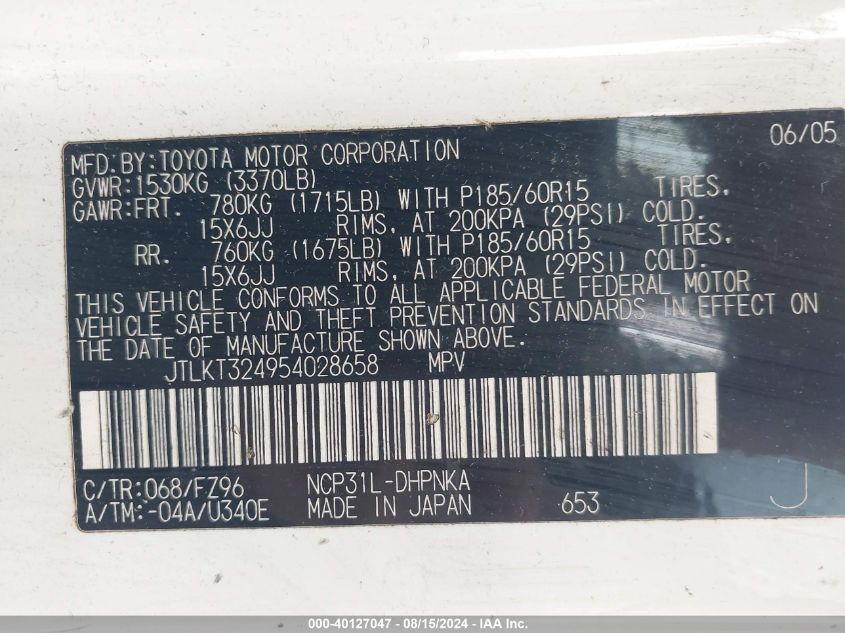 06/05
MFD. BY: TOYOTA MOTOR CORPORATION
GVWR: 1530KG (3370LB)
GAWR: FRT. 780KG (1715LB) WITH P185/60R15 TIRES.
15X6JJ RIMS, AT 200KPA (29PSI) COLD.
RR. 760KG (1675LB) WITH P185/60R15 TIRES.
15X6JJ RIMS, AT 200KPA (29PSI) COLD.
THIS VEHICLE CONFORMS TO ALL APPLICABLE FEDERAL MOTOR
VEHICLE SAFETY AND THEFT PREVENTION STANDARDS IN EFFECT ON
THE DATE OF MANUFACTURE SHOWN ABOVE.
JTLKT324954028658 MPV
C/TR: 068/FZ96 NCP31L-DHPNKA
A/TM: -04A/U340E MADE IN JAPAN 653 J
000-40127047 - 08/15/2024 - IAA Inc.